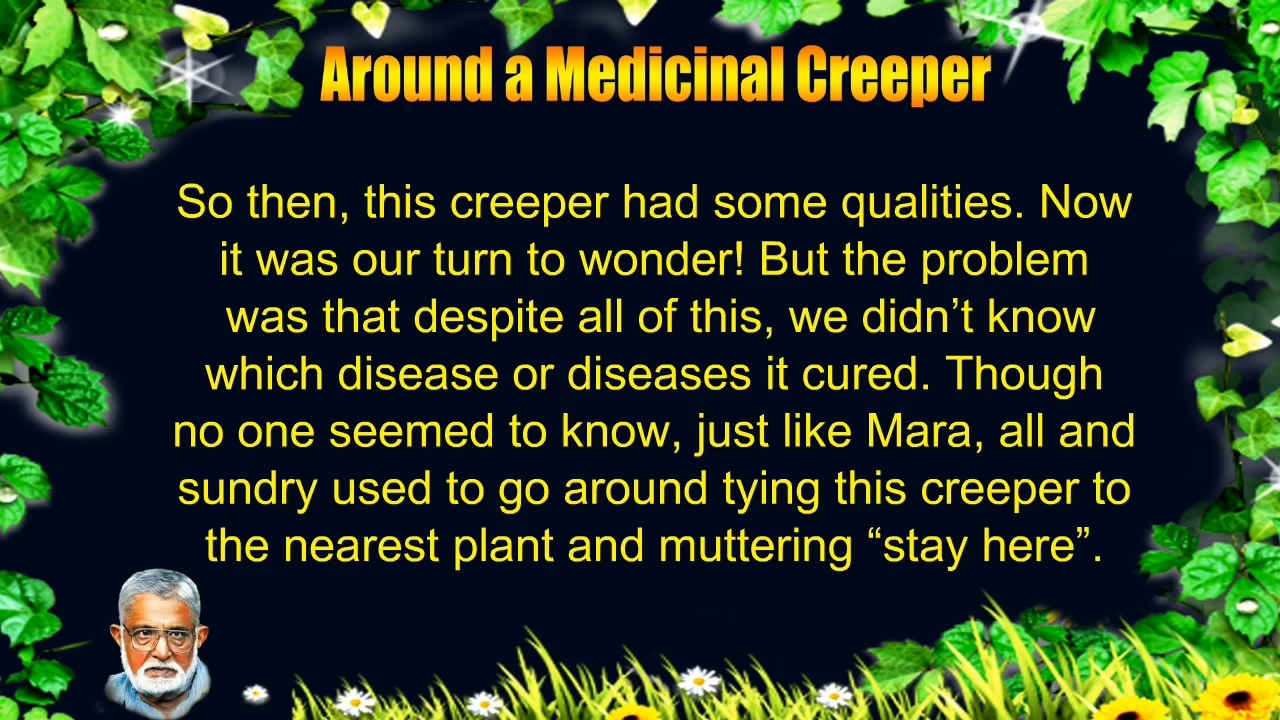 Around a Medicinal Creeper
So then, this creeper had some qualities. Now
it was our turn to wonder! But the problem
was that despite all of this, we didn’t know
which disease or diseases it cured. Though
no one seemed to know, just like Mara, all and
sundry used to go around tying this creeper to
the nearest plant and muttering “stay here”.